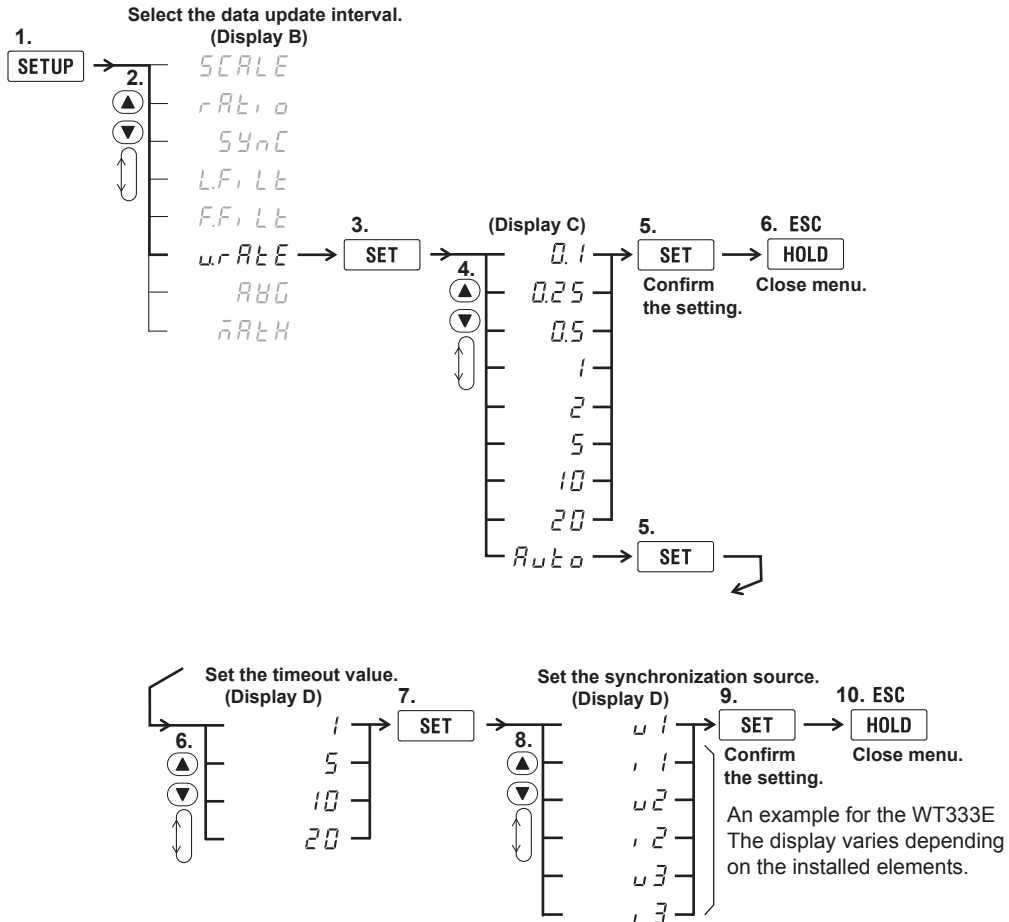 Select the data update interval.
1. (Display B)
SETUP
2.
SCALE
rAtio
SYnC
L.FiLt
F.FiLt
3. (Display C) 5. 6. ESC
u.rAtE SET 0.1 SET HOLD
4. Confirm Close menu.
the setting.
AVG 0.25
MAtH 0.5
1
2
5
10
20
5.
Auto SET
Set the timeout value. Set the synchronization source.
(Display D) 7. (Display D) 9. 10. ESC
1 SET u1 SET HOLD
6. 8. Confirm Close menu.
5 i1 the setting.
10 u2 An example for the WT333E
20 i2 The display varies depending
u3 on the installed elements.
i3